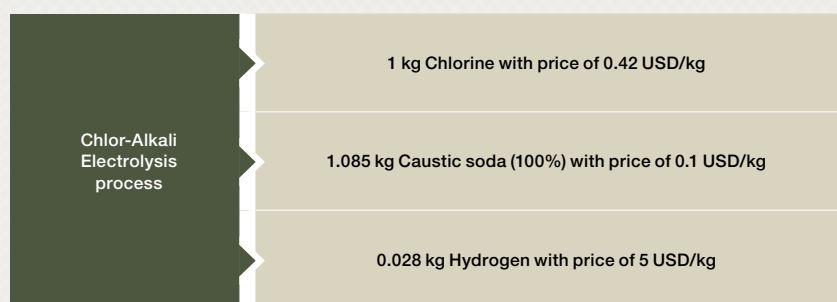 Chlor-Alkali
Electrolysis
process
1 kg Chlorine with price of 0.42 USD/kg
1.085 kg Caustic soda (100%) with price of 0.1 USD/kg
0.028 kg Hydrogen with price of 5 USD/kg